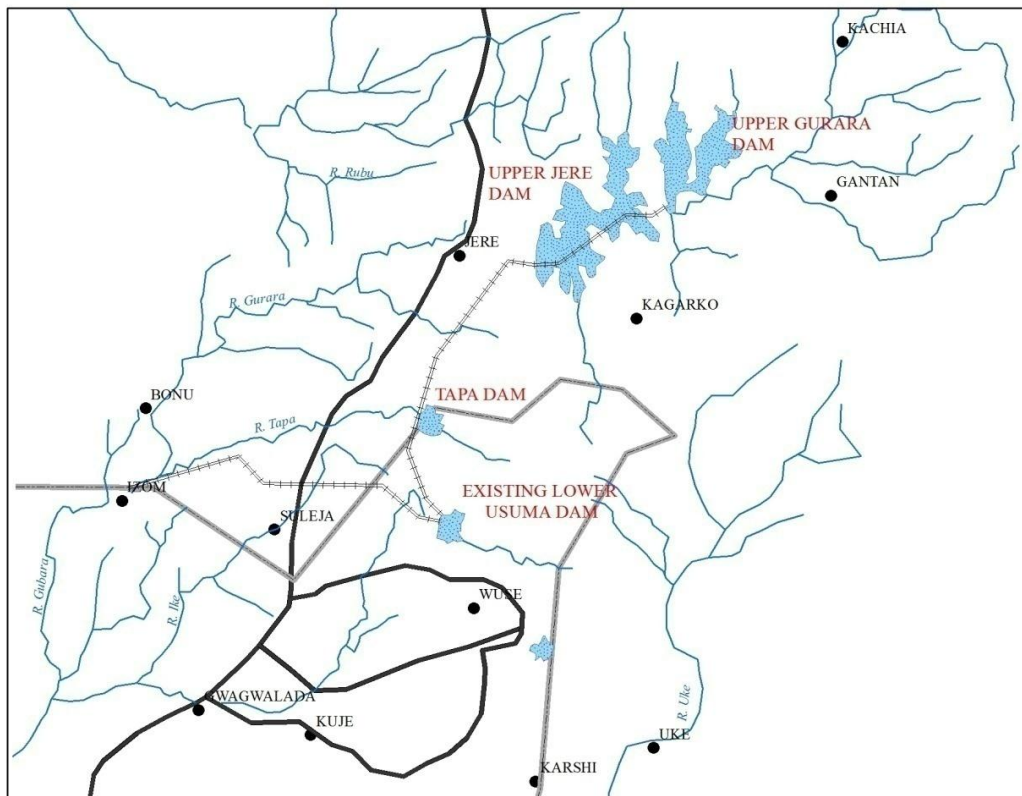 KACHIA
UPPER GURARA
DAM
R. Rubu
UPPER JERE
DAM
GANTAN
JERE
R. Gurara
KAGARKO
BONU
TAPA DAM
R. Tapa
IZOM
EXISTING LOWER
USUMA DAM
SULEJA
R. Gubara
R. Ike
WUSE
GWAGWALADA
KUJE
R. Uke
UKE
KARSHI